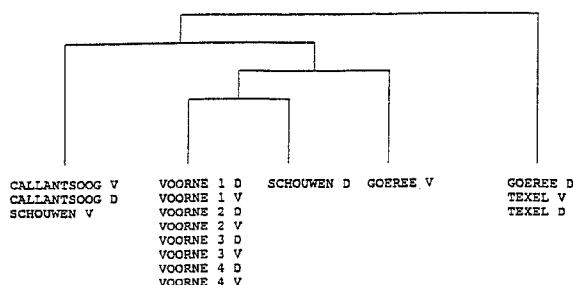 CALLANTSOOG V
CALLANTSOOG D
SCHOUWEN V
VOORNE 1 D
VOORNE 1 V
VOORNE 2 D
VOORNE 2 V
VOORNE 3 D
VOORNE 3 V
VOORNE 4 D
VOORNE 4 V
SCHOUWEN D
GOEREE V
GOEREE D
TEXEL V
TEXEL D